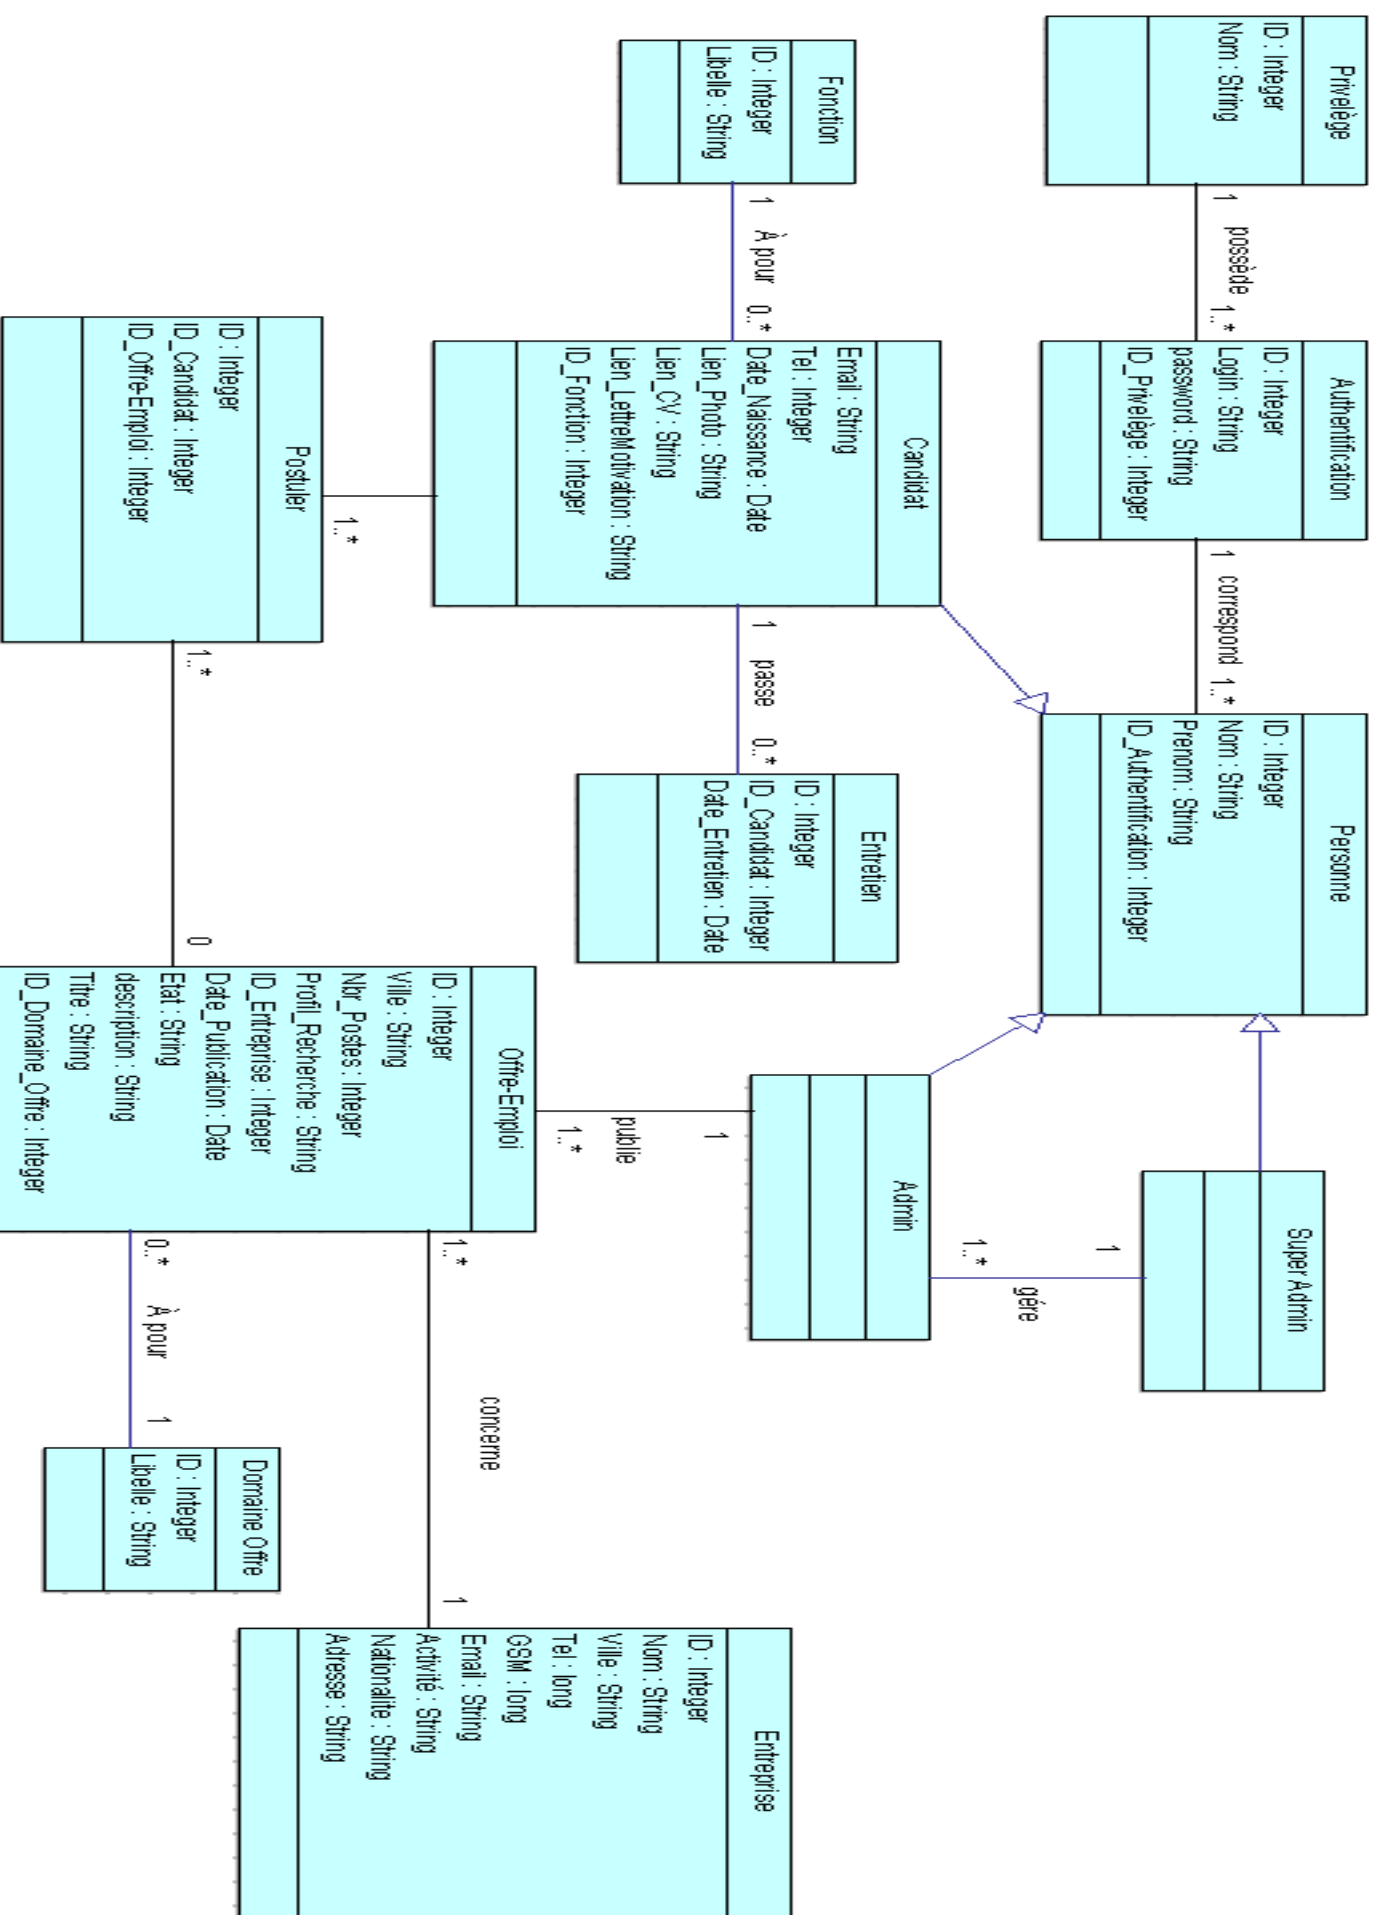 Privelège
ID : Integer
Nom : String
1
possède
1..*
Authentification
ID : Integer
Login : String
password : String
ID_Privelège : Integer
1
correspond
1..*
Personne
ID : Integer
Nom : String
Prenom : String
ID_Authentification : Integer
Super Admin
1
gére
1..*
Admin
1
publie
1..*
Fonction
ID : Integer
Libelle : String
1
À pour
0..*
Candidat
Email : String
Tel : Integer
Date_Naissance : Date
Lien_Photo : String
Lien_CV : String
Lien_LettreMotivation : String
ID_Fonction : Integer
1
passe
0..*
Entretien
ID : Integer
ID_Candidat : Integer
Date_Entretien : Date
1..*
Postuler
ID : Integer
ID_Candidat : Integer
ID_Offre-Emploi : Integer
1..*
0
Offre-Emploi
ID : Integer
Ville : String
Nbr_Postes : Integer
Profil_Recherche : String
ID_Entreprise : Integer
Date_Publication : Date
Etat : String
description : String
Titre : String
ID_Domaine_Offre : Integer
1..*
concerne
1
Entreprise
ID : Integer
Nom : String
Ville : String
Tel : long
GSM : long
Email : String
Activité : String
Nationalite : String
Adresse : String
0..*
À pour
1
Domaine Offre
ID : Integer
Libelle : String